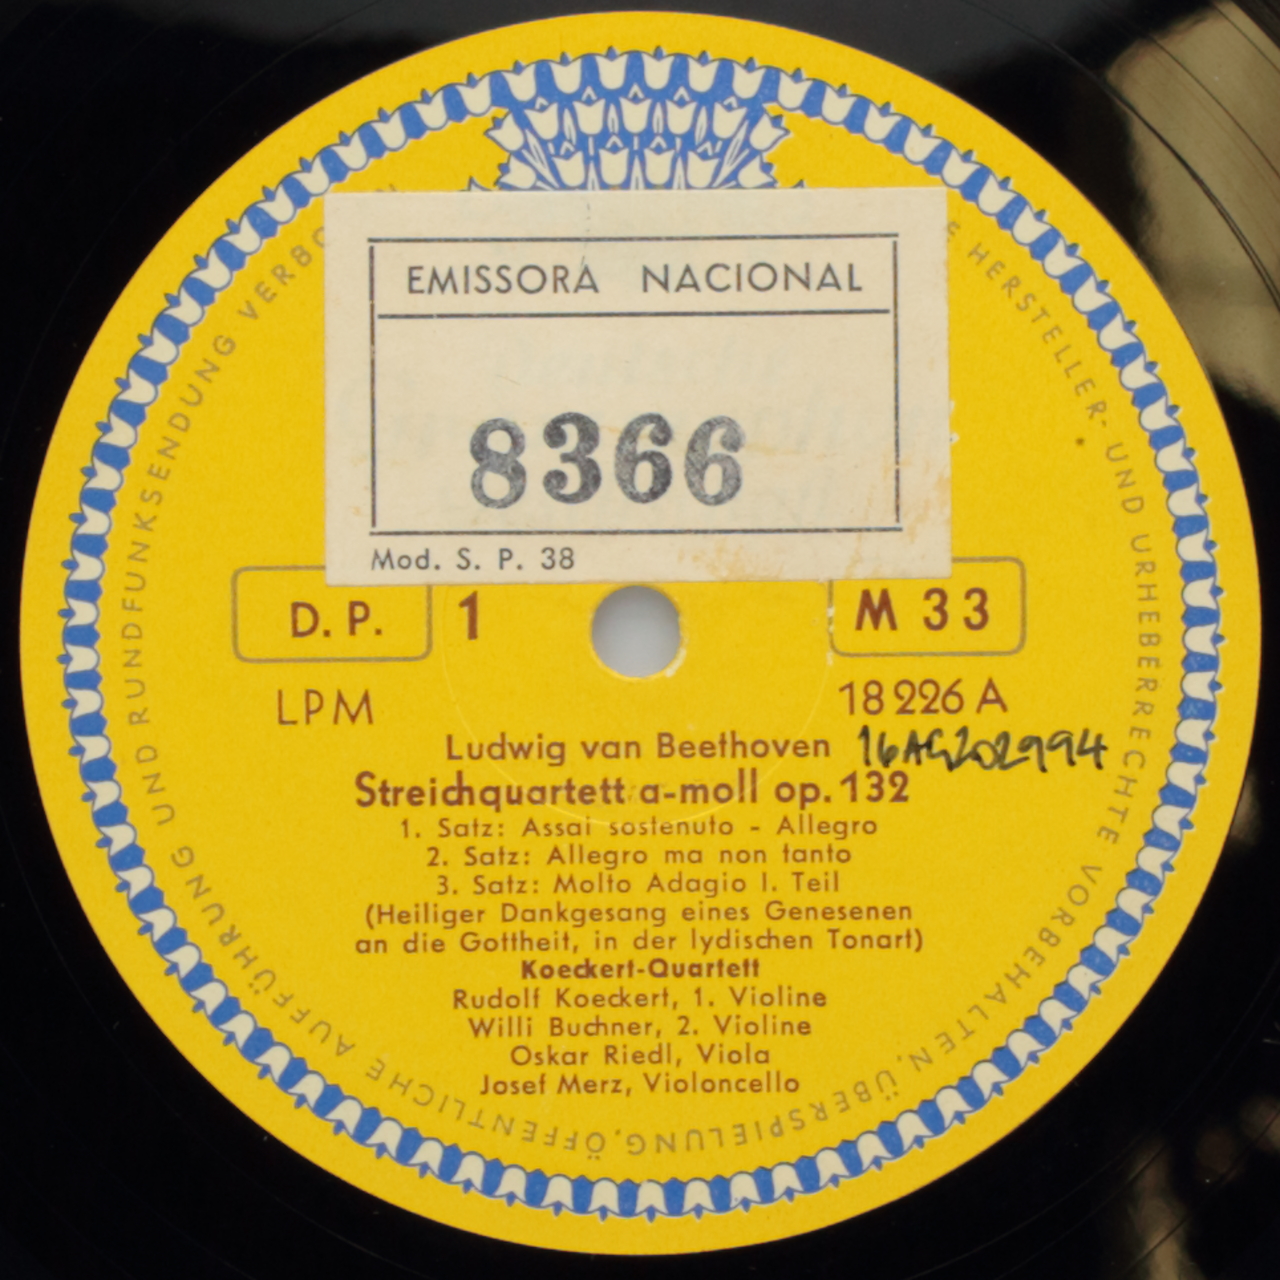 EMISSORA NACIONAL
8366
Mod. S. P. 38
D. P.
1
M 33
LPM
18 226 A
Ludwig van Beethoven
Streichquartett a-moll op. 132
1. Satz: Assai sostenuto - Allegro
2. Satz: Allegro ma non tanto
3. Satz: Molto Adagio I. Teil
(Heiliger Dankgesang eines Genesenen
an die Gottheit, in der lydischen Tonart)
Koeckert-Quartett
Rudolf Koeckert, 1. Violine
Willi Buchner, 2. Violine
Oskar Riedl, Viola
Josef Merz, Violoncello
HERSTELLER- UND URHEBERRECHTE VORBEHALTEN, ÜBERSPIELUNG, ÖFFENTLICHE AUFFÜHRUNG UND RUNDFUNKSENDUNG